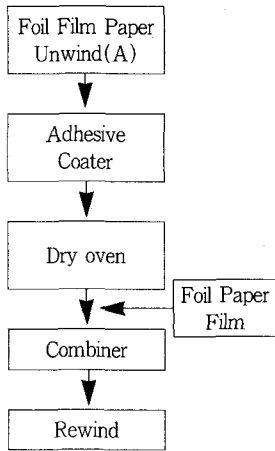 Foil Film Paper
Unwind(A)
Adhesive
Coater
Dry oven
Foil Paper
Film
Combiner
Rewind